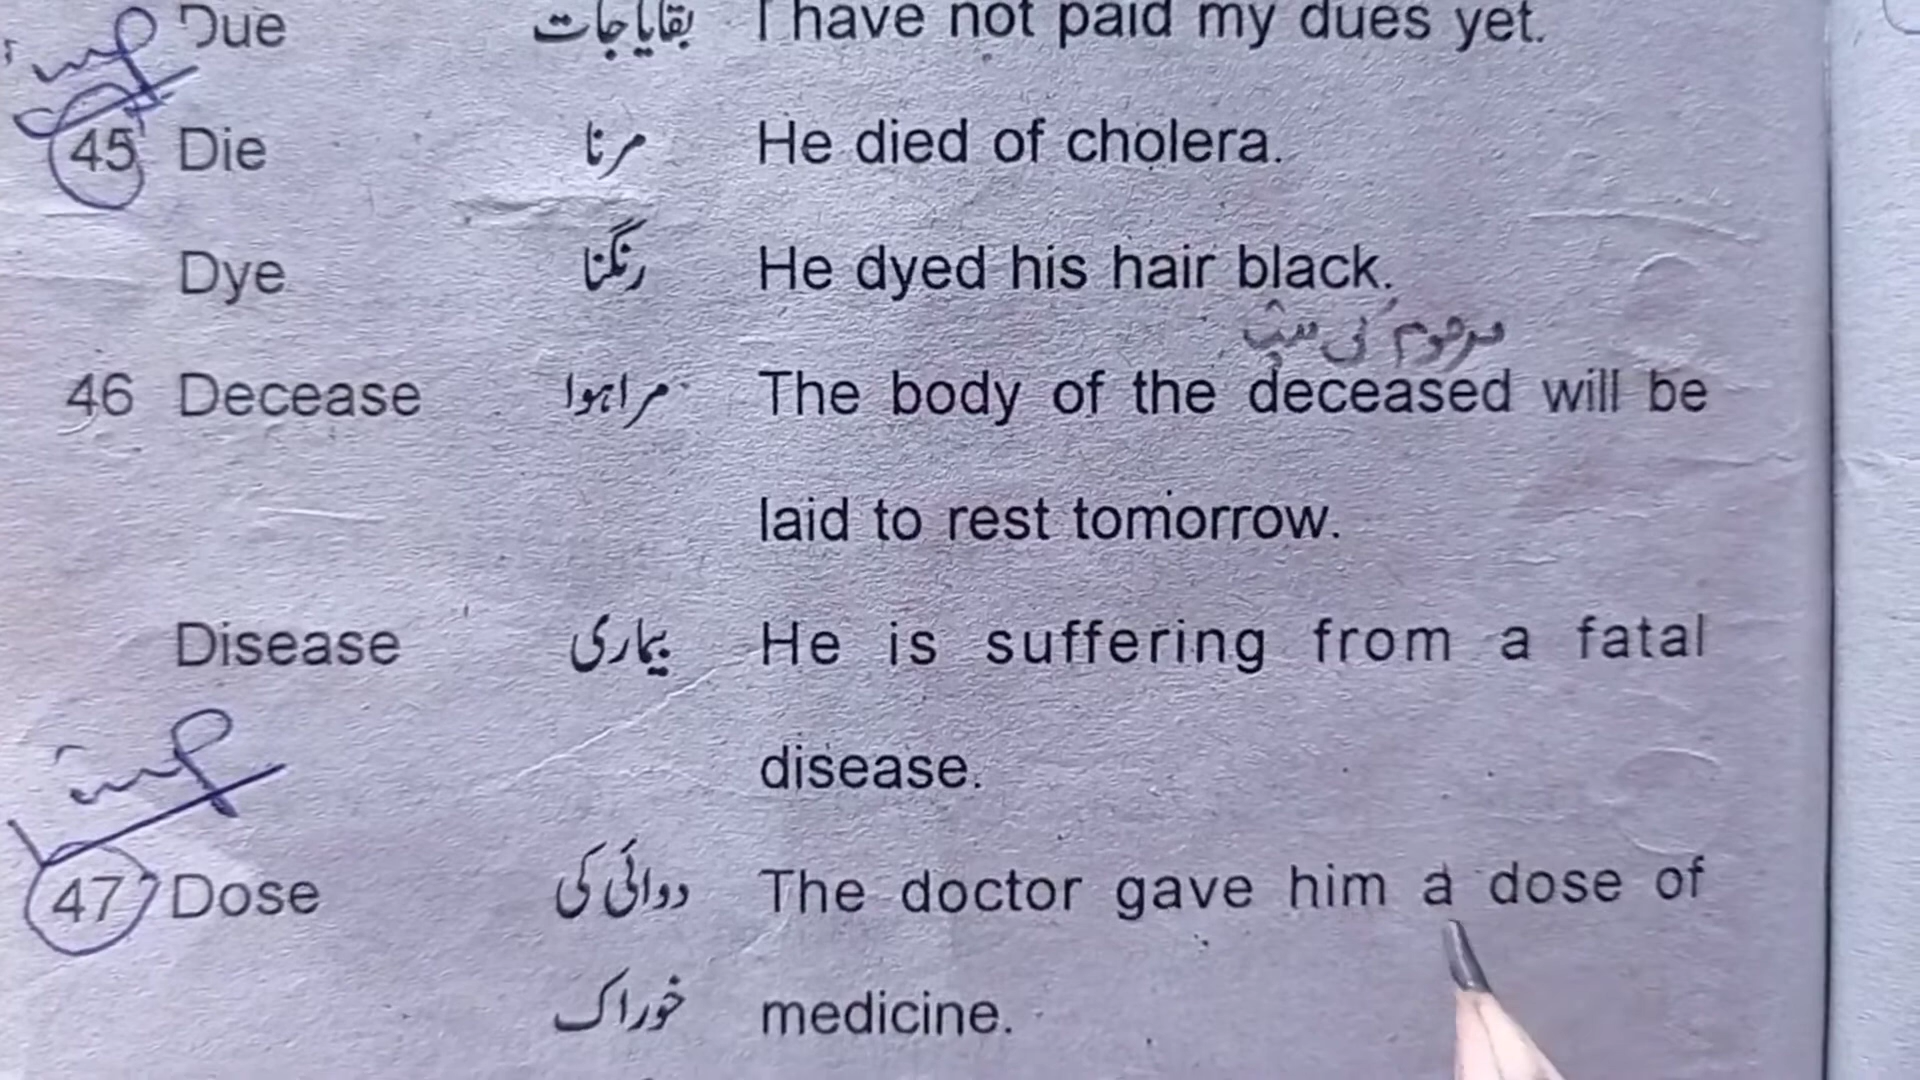 Due بقایاجات I have not paid my dues yet.
imp
45 Die مرنا He died of cholera.
Dye رنگنا He dyed his hair black.
مرحوم کی میت
46 Decease مراہوا The body of the deceased will be
laid to rest tomorrow.
Disease بیماری He is suffering from a fatal
disease.
imp
47 Dose دوائی کی The doctor gave him a dose of
خوراک medicine.